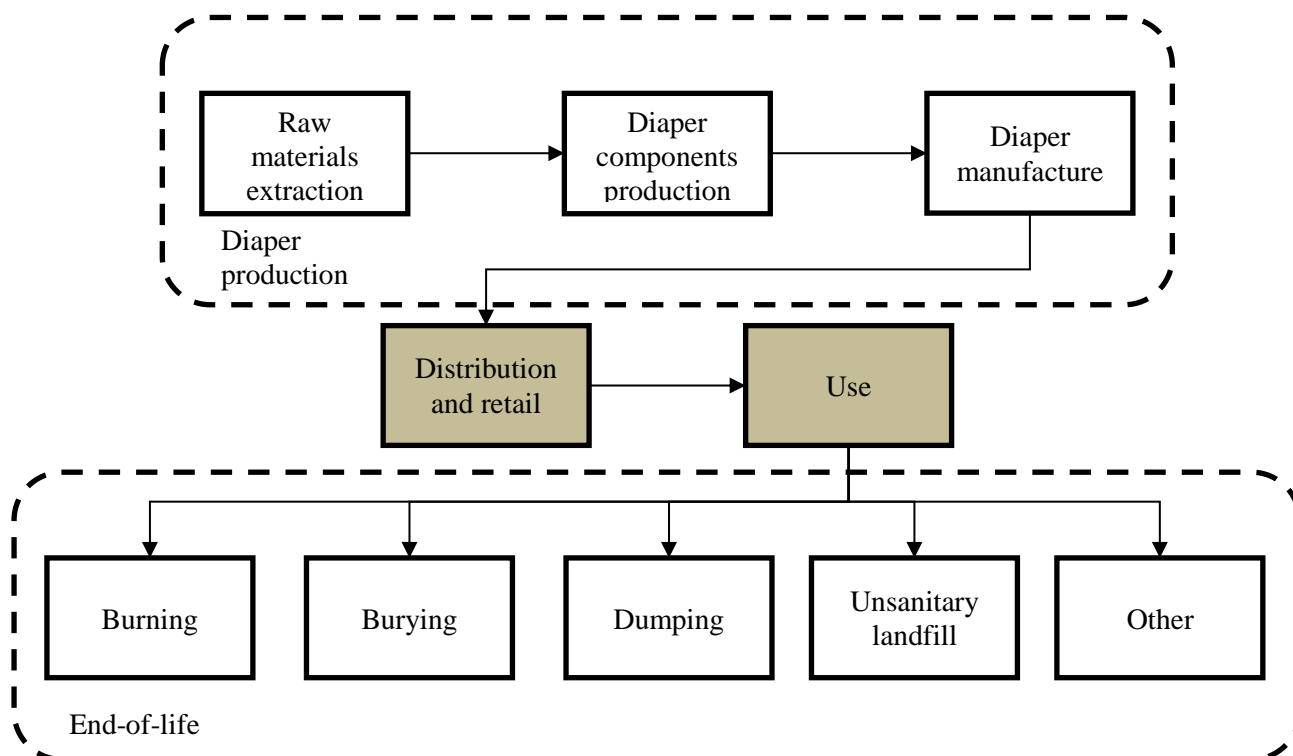 Raw
materials
extraction
Diaper
components
production
Diaper
manufacture
Diaper
production
Distribution
and retail
Use
Burning
Burying
Dumping
Unsanitary
landfill
Other
End-of-life